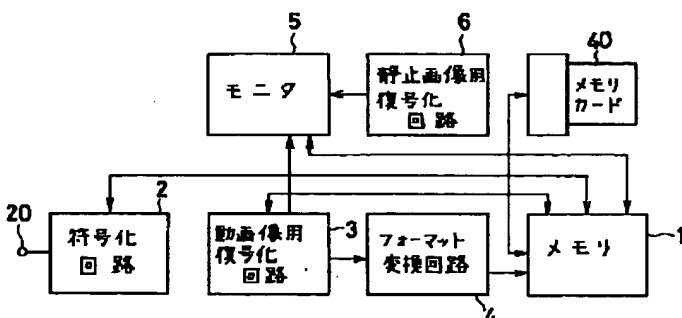 5
モニタ
6
静止画像用
復号化
回路
40
メモリ
カード
20
2
符号化
回路
3
動画像用
復号化
回路
フォーマット
変換回路
4
メモリ
1